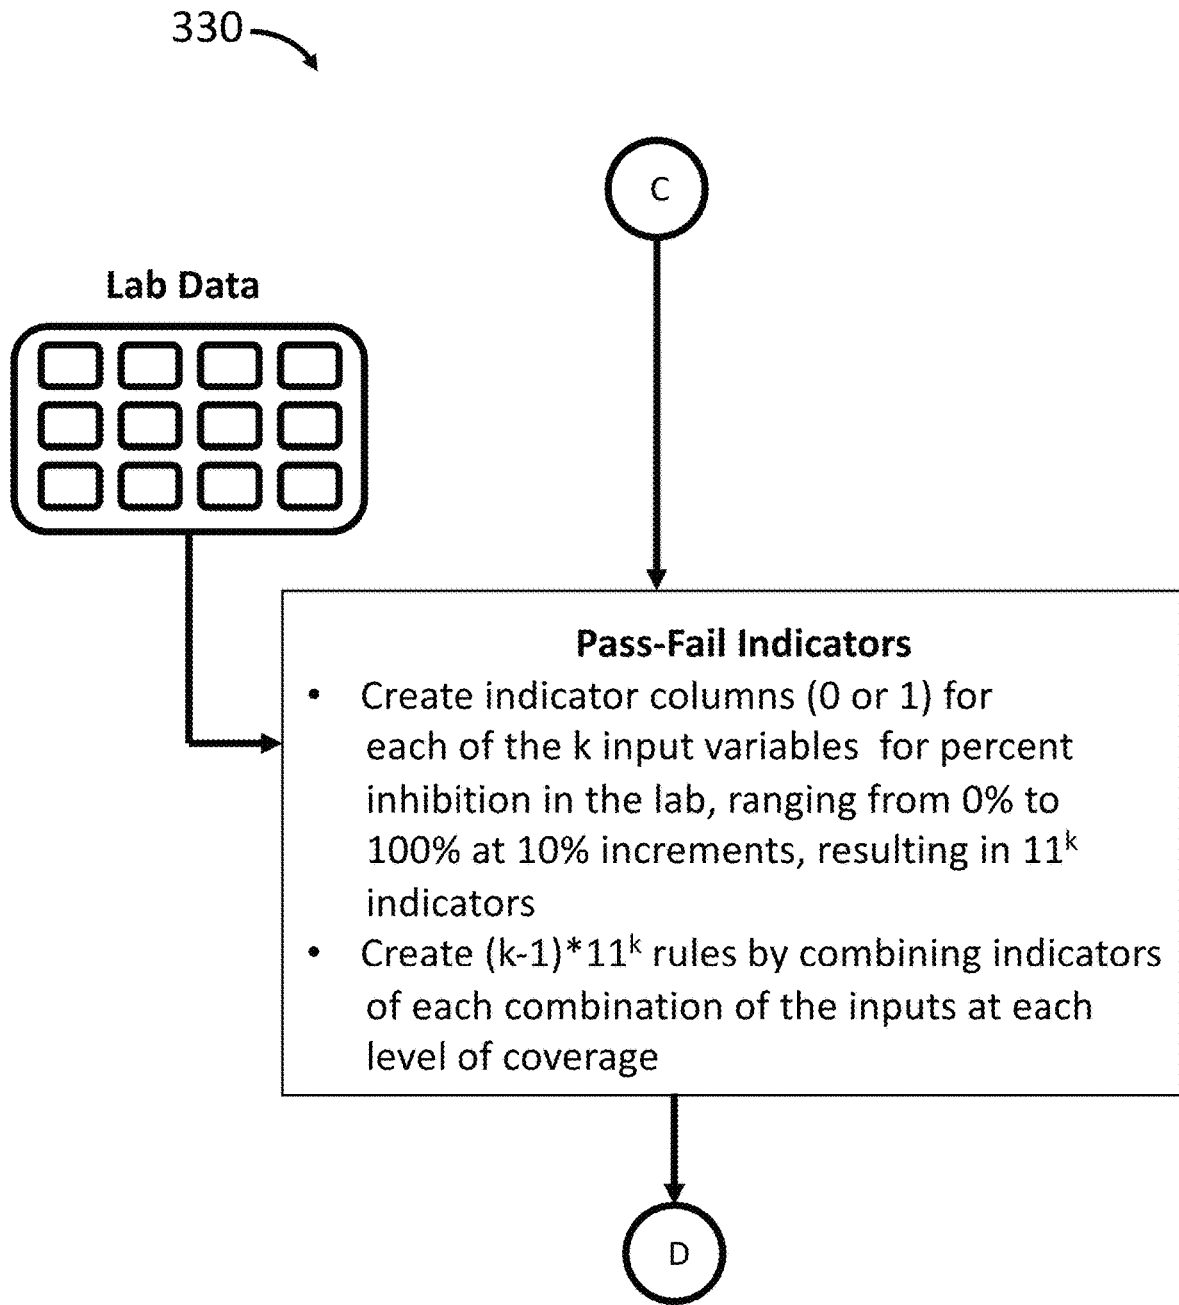 330
C
Lab Data
Pass-Fail Indicators
• Create indicator columns (0 or 1) for
each of the k input variables for percent
inhibition in the lab, ranging from 0% to
100% at 10% increments, resulting in 11ᵏ
indicators
• Create (k-1)*11ᵏ rules by combining indicators
of each combination of the inputs at each
level of coverage
D